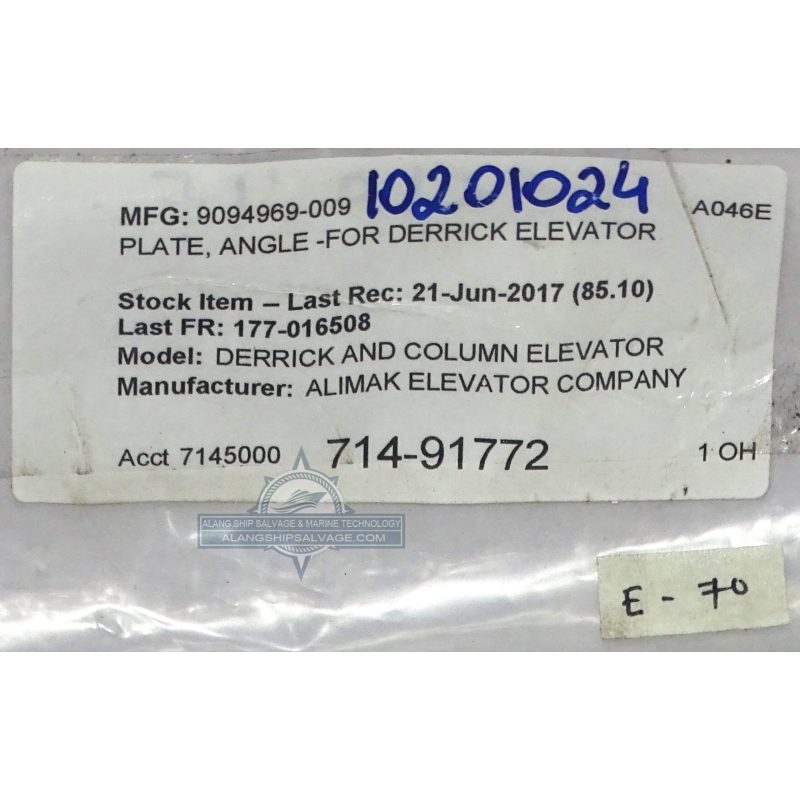 MFG: 9094969-009 10201024 A046E
PLATE, ANGLE -FOR DERRICK ELEVATOR
Stock Item – Last Rec: 21-Jun-2017 (85.10)
Last FR: 177-016508
Model: DERRICK AND COLUMN ELEVATOR
Manufacturer: ALIMAK ELEVATOR COMPANY
Acct 7145000 714-91772 1 OH
ALANG SHIP SALVAGE & MARINE TECHNOLOGY
ALANGSHIPSALVAGE.COM
E - 70